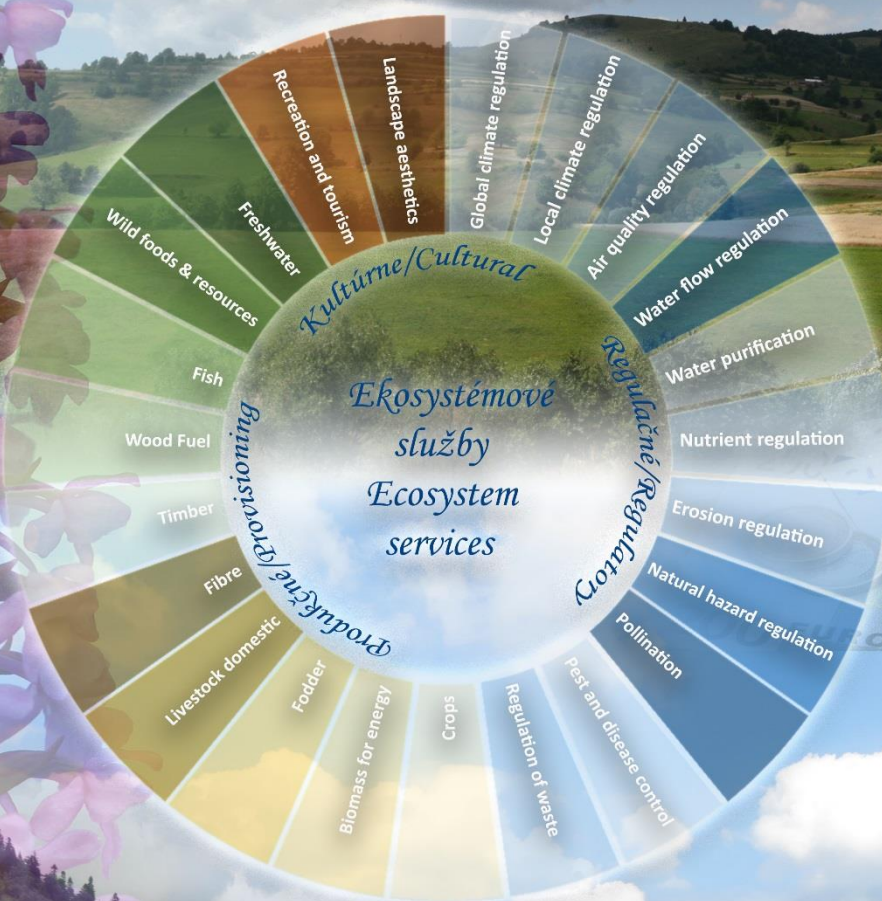 Ekosystémové
služby
Ecosystem
services
Kultúrne/Cultural
Regulačné/Regulatory
Produkčné/Provisioning
Landscape aesthetics
Global climate regulation
Local climate regulation
Air quality regulation
Water flow regulation
Water purification
Nutrient regulation
Erosion regulation
Natural hazard regulation
Pollination
Pest and disease control
Regulation of waste
Crops
Biomass for energy
Fodder
Livestock domestic
Fibre
Timber
Wood Fuel
Fish
Wild foods & resources
Freshwater
Recreation and tourism